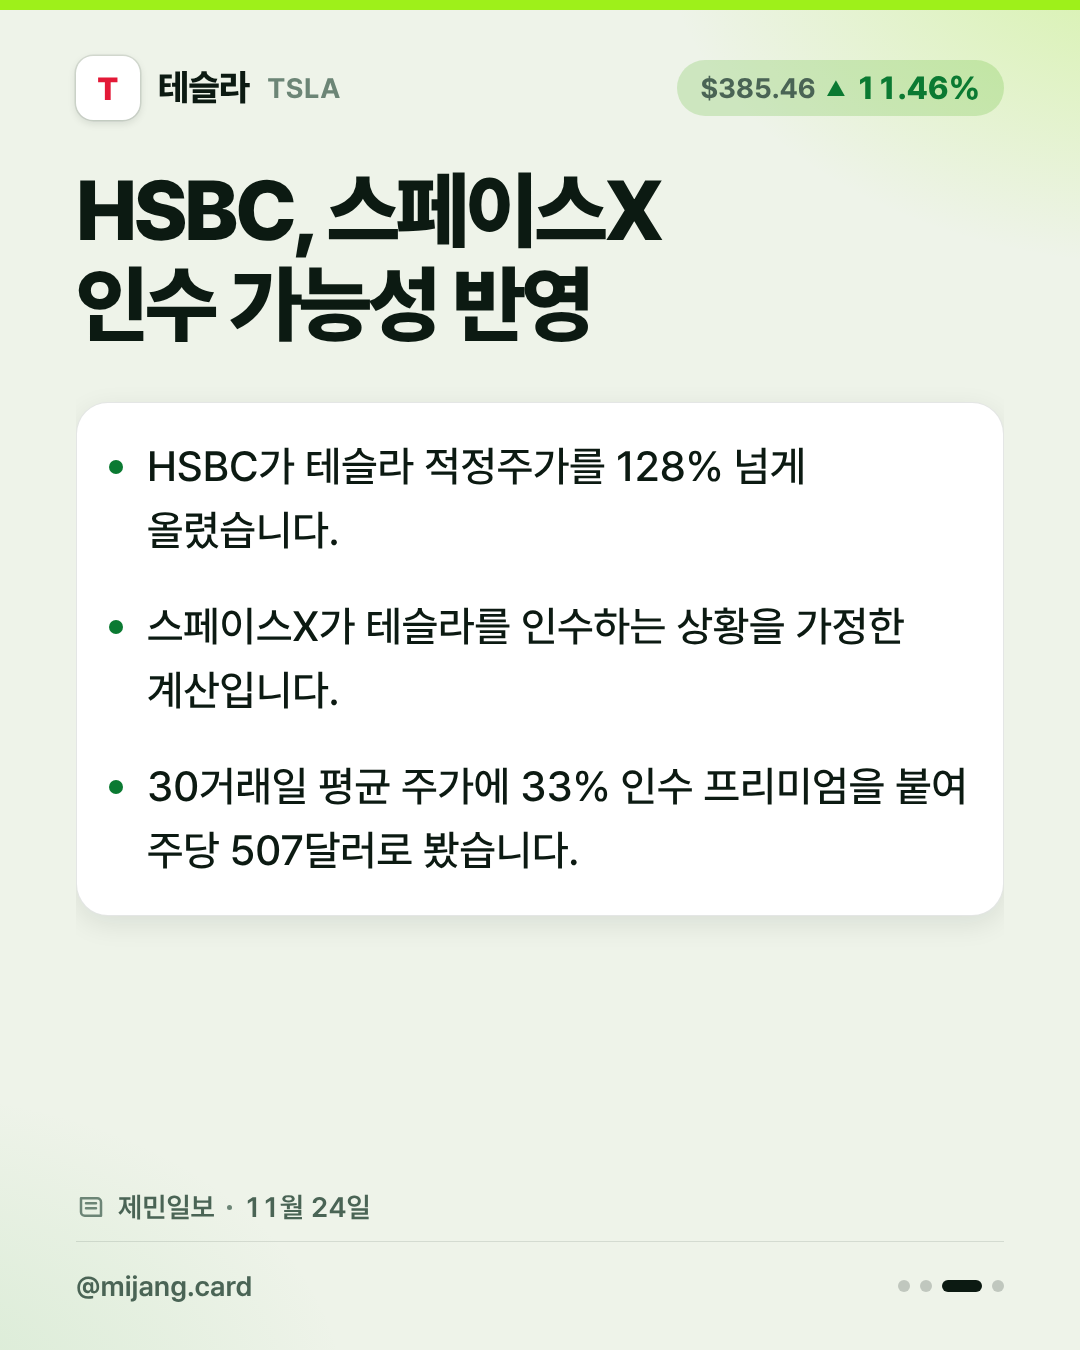 T 테슬라 TSLA $385.46 ▲ 11.46%
HSBC, 스페이스X
인수 가능성 반영
• HSBC가 테슬라 적정주가를 128% 넘게
올렸습니다.
• 스페이스X가 테슬라를 인수하는 상황을 가정한
계산입니다.
• 30거래일 평균 주가에 33% 인수 프리미엄을 붙여
주당 507달러로 봤습니다.
제민일보 · 11월 24일
@mijang.card